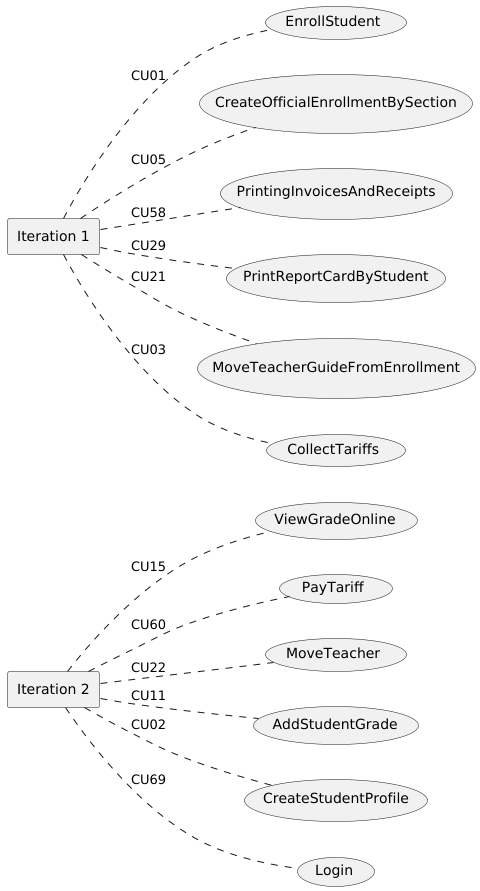 EnrollStudent
CU01
CreateOfficialEnrollmentBySection
CU05
PrintingInvoicesAndReceipts
CU58
Iteration 1
CU29
PrintReportCardByStudent
CU21
MoveTeacherGuideFromEnrollment
CU03
CollectTariffs
ViewGradeOnline
CU15
PayTariff
CU60
MoveTeacher
CU22
Iteration 2
CU11
AddStudentGrade
CU02
CreateStudentProfile
CU69
Login